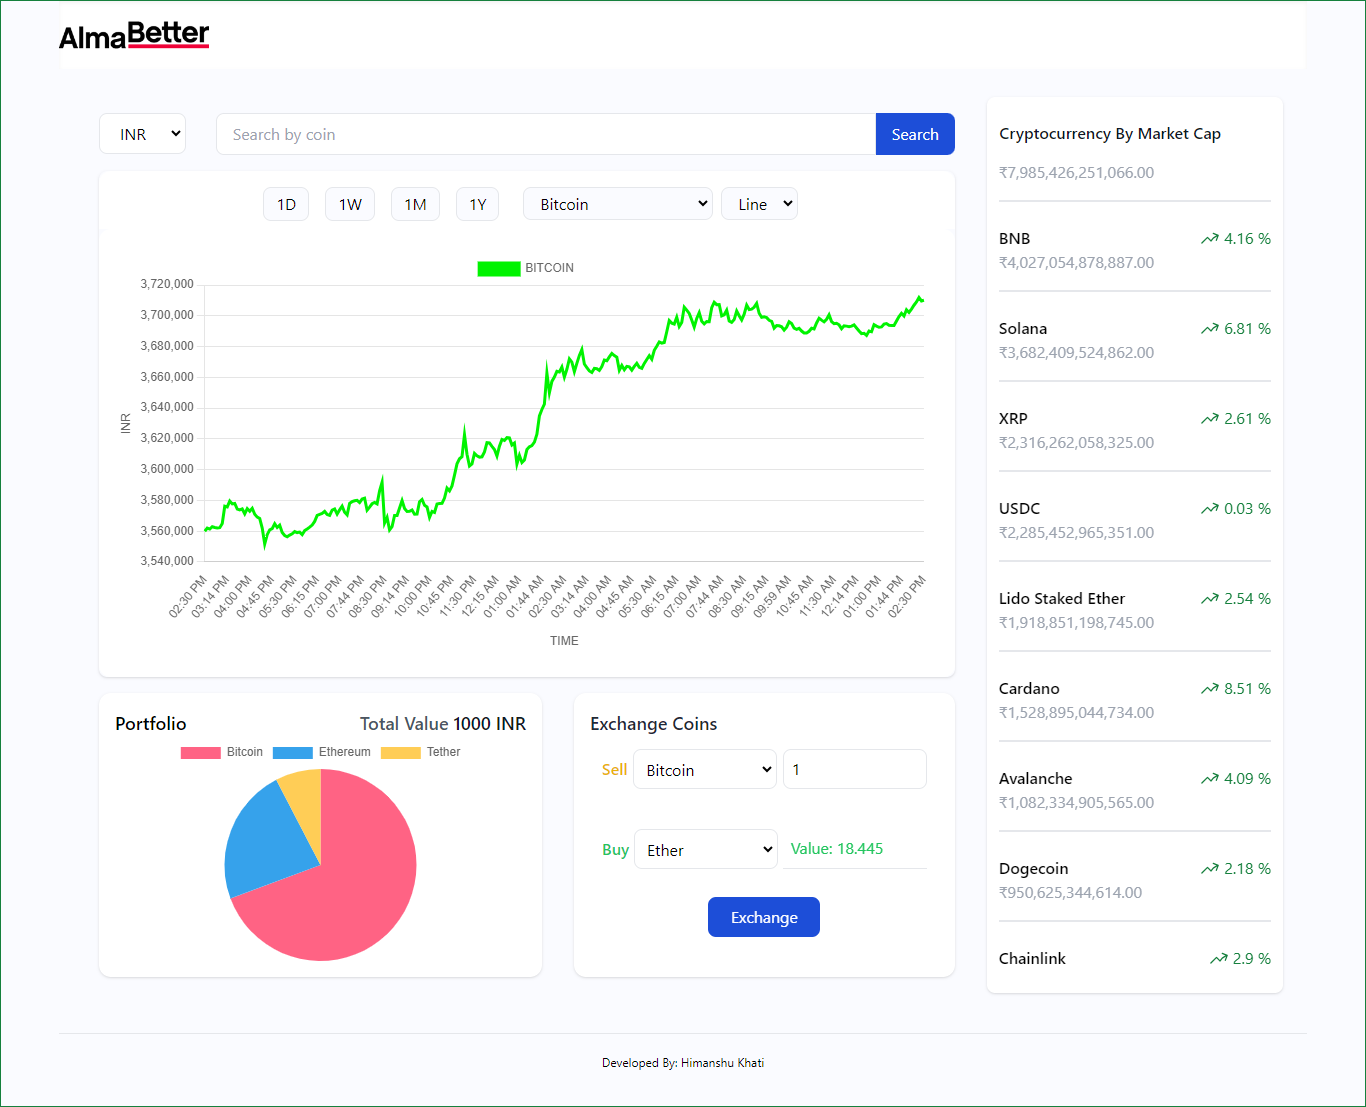 AlmaBetter
INR
Search by coin
Search
1D 1W 1M 1Y Bitcoin Line
BITCOIN
3,720,000
3,700,000
3,680,000
3,660,000
3,640,000
3,620,000
3,600,000
3,580,000
3,560,000
3,540,000
INR
02:30 PM 03:14 PM 04:00 PM 04:45 PM 05:30 PM 06:15 PM 07:00 PM 07:44 PM 08:30 PM 09:14 PM 10:00 PM 10:45 PM 11:30 PM 12:15 AM 01:00 AM 01:44 AM 02:30 AM 03:14 AM 04:00 AM 04:45 AM 05:30 AM 06:15 AM 07:00 AM 07:44 AM 08:30 AM 09:15 AM 09:59 AM 10:45 AM 11:30 AM 12:14 PM 01:00 PM 01:44 PM 02:30 PM
TIME
Portfolio Total Value 1000 INR
Bitcoin Ethereum Tether
Exchange Coins
Sell Bitcoin 1
Buy Ether Value: 18.445
Exchange
Cryptocurrency By Market Cap
₹7,985,426,251,066.00
BNB 4.16 %
₹4,027,054,878,887.00
Solana 6.81 %
₹3,682,409,524,862.00
XRP 2.61 %
₹2,316,262,058,325.00
USDC 0.03 %
₹2,285,452,965,351.00
Lido Staked Ether 2.54 %
₹1,918,851,198,745.00
Cardano 8.51 %
₹1,528,895,044,734.00
Avalanche 4.09 %
₹1,082,334,905,565.00
Dogecoin 2.18 %
₹950,625,344,614.00
Chainlink 2.9 %
Developed By: Himanshu Khati